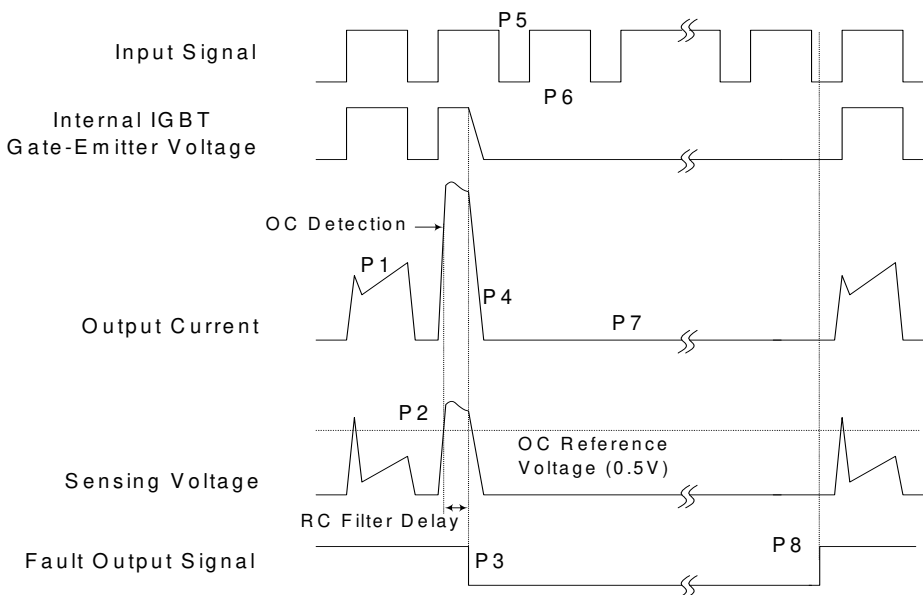 P5
Input Signal
P6
Internal IGBT
Gate-Emitter Voltage
OC Detection
P1
P4
P7
Output Current
P2
OC Reference
Voltage (0.5V)
Sensing Voltage
RC Filter Delay
P3
P8
Fault Output Signal